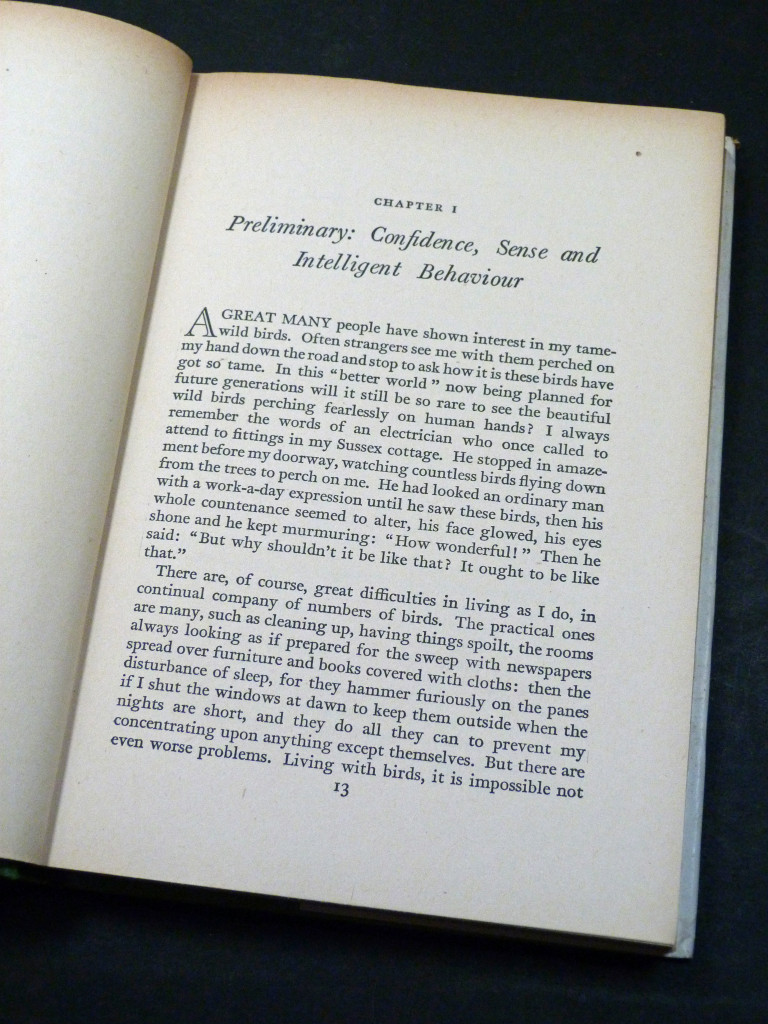 CHAPTER I
Preliminary: Confidence, Sense and
Intelligent Behaviour
A GREAT MANY people have shown interest in my tame-
wild birds. Often strangers see me with them perched on
my hand down the road and stop to ask how it is these birds have
got so tame. In this "better world" now being planned for
future generations will it still be so rare to see the beautiful
wild birds perching fearlessly on human hands? I always
remember the words of an electrician who once called to
attend to fittings in my Sussex cottage. He stopped in amaze-
ment before my doorway, watching countless birds flying down
from the trees to perch on me. He had looked an ordinary man
with a work-a-day expression until he saw these birds, then his
whole countenance seemed to alter, his face glowed, his eyes
shone and he kept murmuring: "How wonderful!" Then he
said: "But why shouldn't it be like that? It ought to be like
that."
There are, of course, great difficulties in living as I do, in
continual company of numbers of birds. The practical ones
are many, such as cleaning up, having things spoilt, the rooms
always looking as if prepared for the sweep with newspapers
spread over furniture and books covered with cloths: then the
disturbance of sleep, for they hammer furiously on the panes
if I shut the windows at dawn to keep them outside when the
nights are short, and they do all they can to prevent my
concentrating upon anything except themselves. But there are
even worse problems. Living with birds, it is impossible not
13